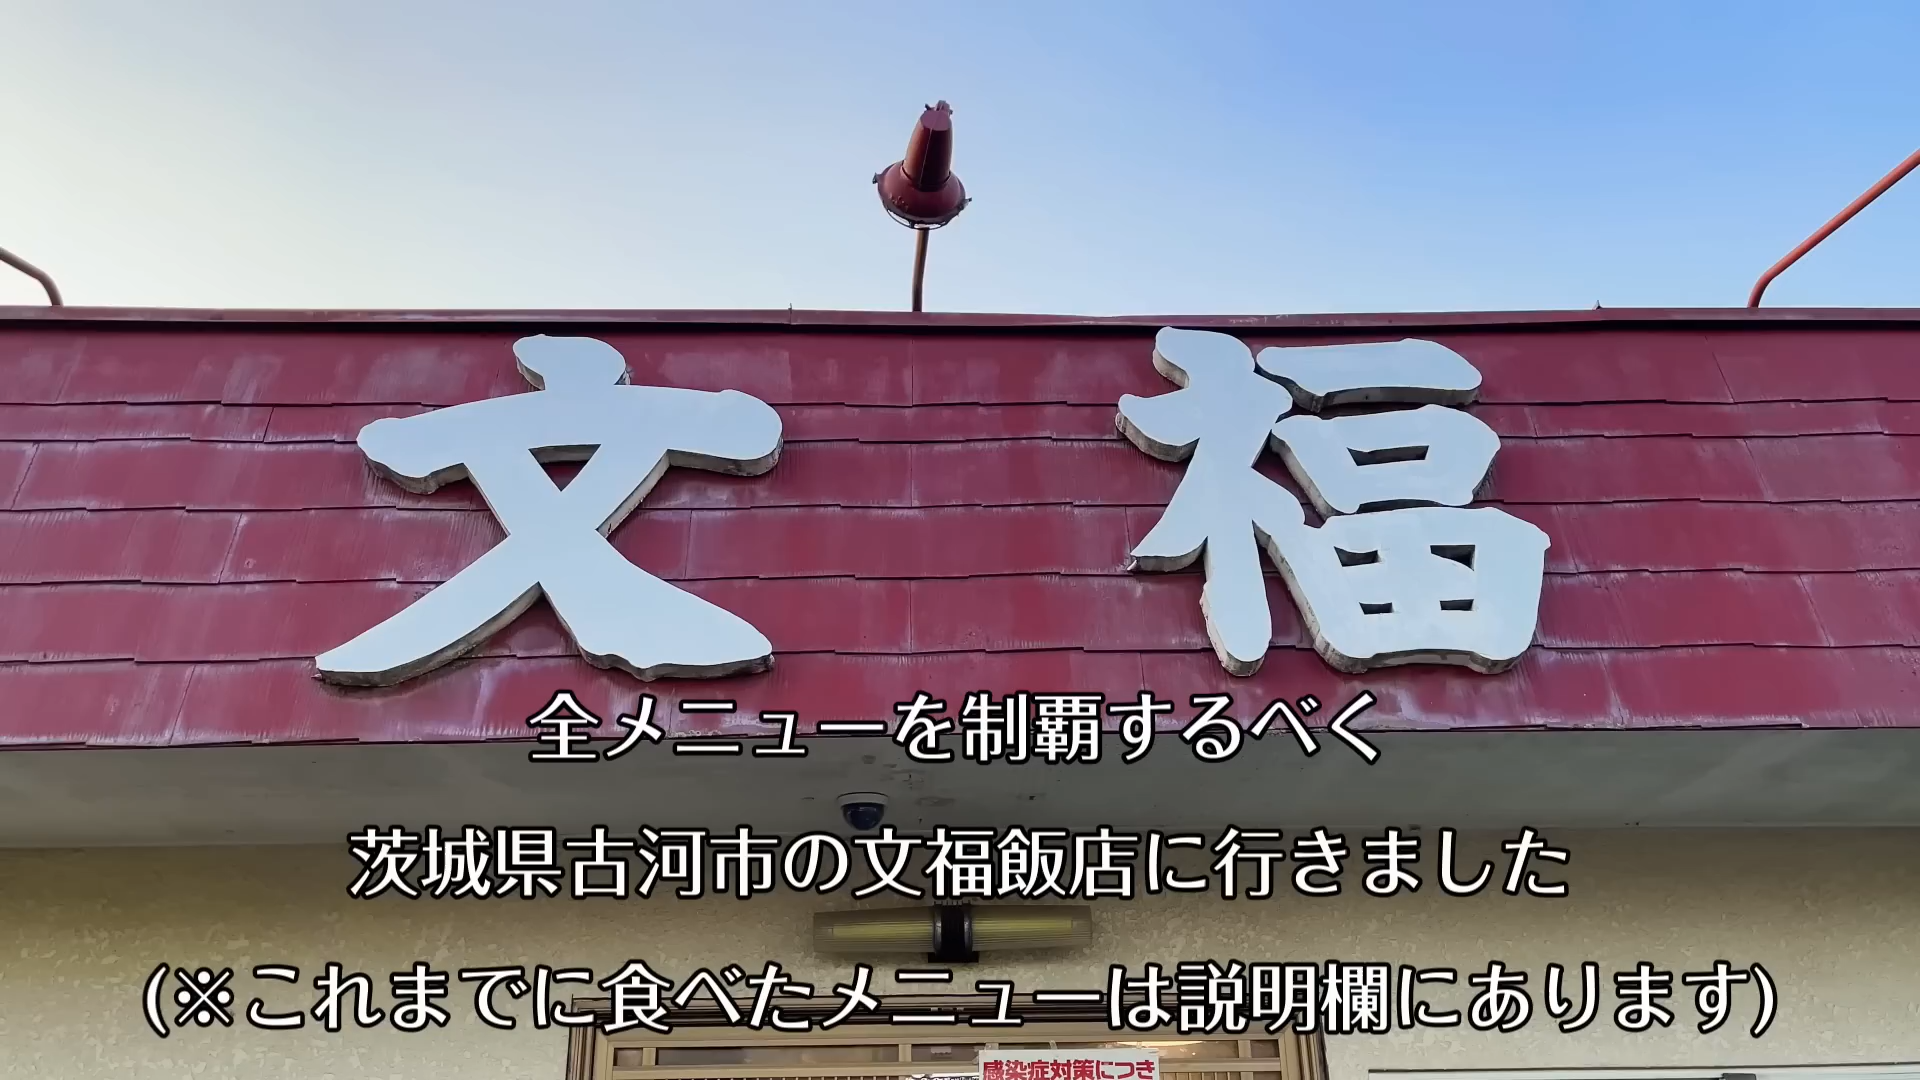 文福
全メニューを制覇するべく
茨城県古河市の文福飯店に行きました
(※これまでに食べたメニューは説明欄にあります)
感染症対策につき